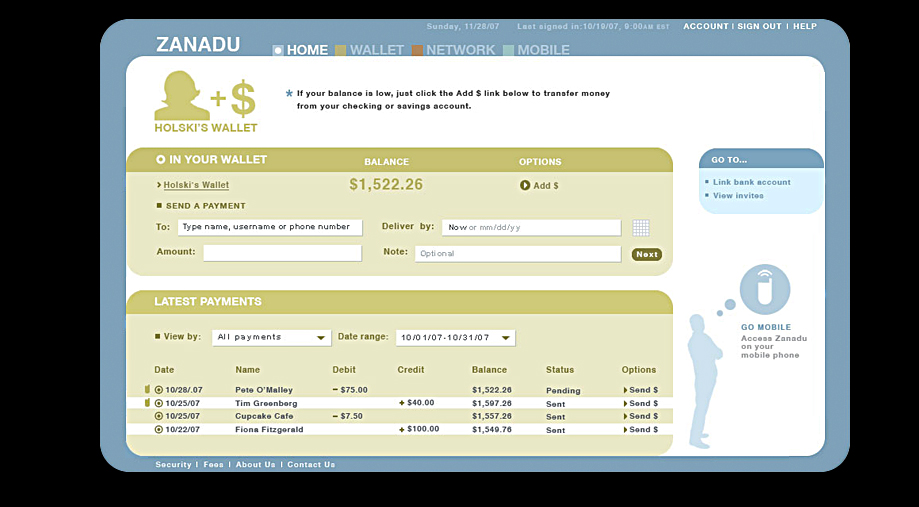 Sunday, 11/28/07 Last signed in:10/19/07, 9:00AM EST ACCOUNT | SIGN OUT | HELP
ZANADU HOME WALLET NETWORK MOBILE
+$
* If your balance is low, just click the Add $ link below to transfer money
from your checking or savings account.
HOLSKI'S WALLET
IN YOUR WALLET BALANCE OPTIONS
Holski's Wallet $1,522.26 Add $
SEND A PAYMENT
To: Type name, username or phone number Deliver by: Now or mm/dd/yy
Amount: Note: Optional Next
GO TO...
Link bank account
View invites
LATEST PAYMENTS
View by: All payments Date range: 10/01/07-10/31/07
Date Name Debit Credit Balance Status Options
10/28/.07 Pete O'Malley – $75.00 $1,522.26 Pending Send $
10/25/07 Tim Greenberg + $40.00 $1,597.26 Sent Send $
10/25/07 Cupcake Cafe – $7.50 $1,557.26 Sent Send $
10/22/07 Fiona Fitzgerald + $100.00 $1,549.76 Sent Send $
GO MOBILE
Access Zanadu
on your
mobile phone
Security | Fees | About Us | Contact Us